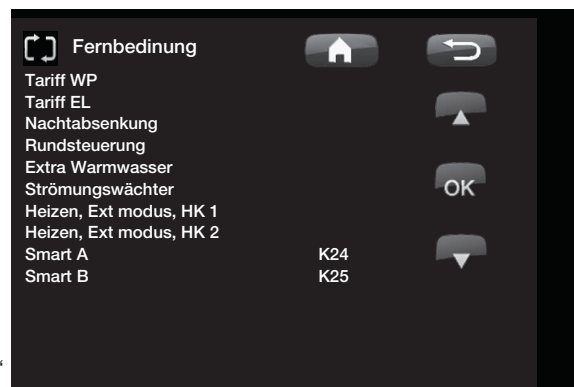 Fernbedinung
Tariff WP
Tariff EL
Nachtabsenkung
Rundsteuerung
Extra Warmwasser
Strömungswächter
OK
Heizen, Ext modus, HK 1
Heizen, Ext modus, HK 2
Smart A K24
Smart B K25
“